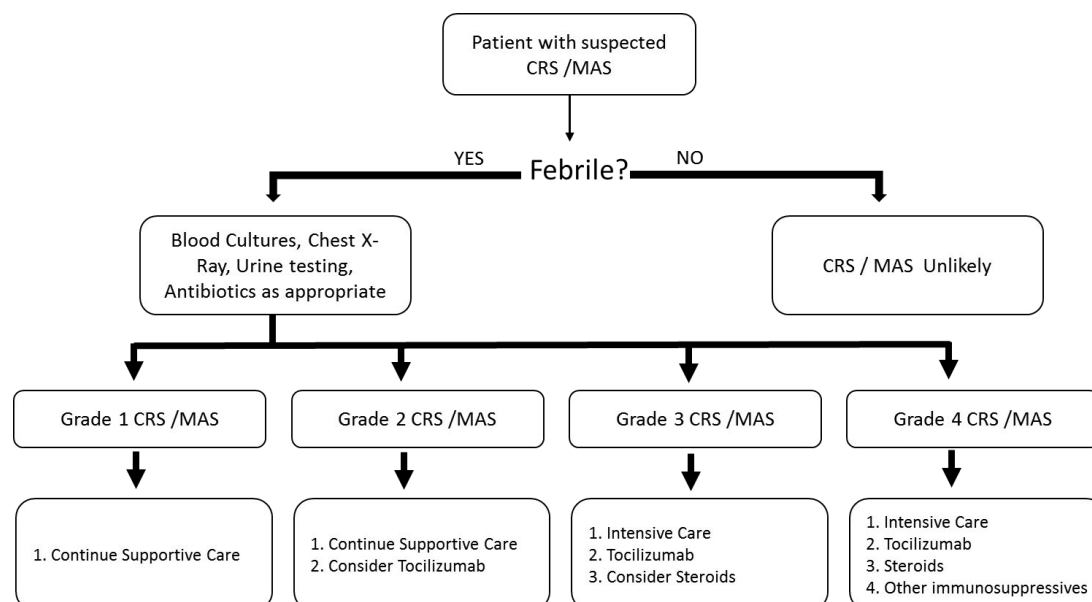 Patient with suspected
CRS /MAS
YES
Febrile?
NO
Blood Cultures, Chest X-
Ray, Urine testing,
Antibiotics as appropriate
CRS / MAS Unlikely
Grade 1 CRS /MAS
Grade 2 CRS /MAS
Grade 3 CRS /MAS
Grade 4 CRS /MAS
1. Continue Supportive Care
1. Continue Supportive Care
2. Consider Tocilizumab
1. Intensive Care
2. Tocilizumab
3. Consider Steroids
1. Intensive Care
2. Tocilizumab
3. Steroids
4. Other immunosuppressives